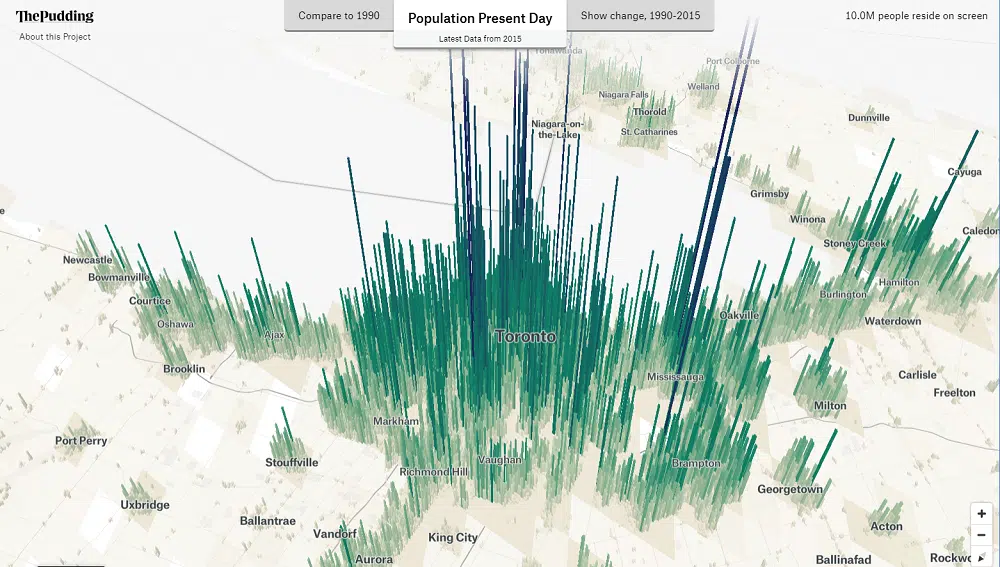 ThePudding
About this Project
Compare to 1990
Population Present Day
Latest Data from 2015
Show change, 1990-2015
10.0M people reside on screen
Tonawanda
Port Colborne
Niagara Falls
Welland
Thorold
Niagara-on-
the-Lake
St. Catharines
Dunnville
Cayuga
Grimsby
Winona
Caledon
Stoney Creek
Newcastle
Bowmanville
Courtice
Oshawa
Ajax
Brooklin
Toronto
Hamilton
Burlington
Oakville
Waterdown
Mississauga
Carlisle
Freelton
Milton
Markham
Port Perry
Stouffville
Richmond Hill
Vaughan
Brampton
Georgetown
Uxbridge
Ballantrae
Vandorf
King City
Aurora
Acton
Ballinafad
Rockwo
+
−